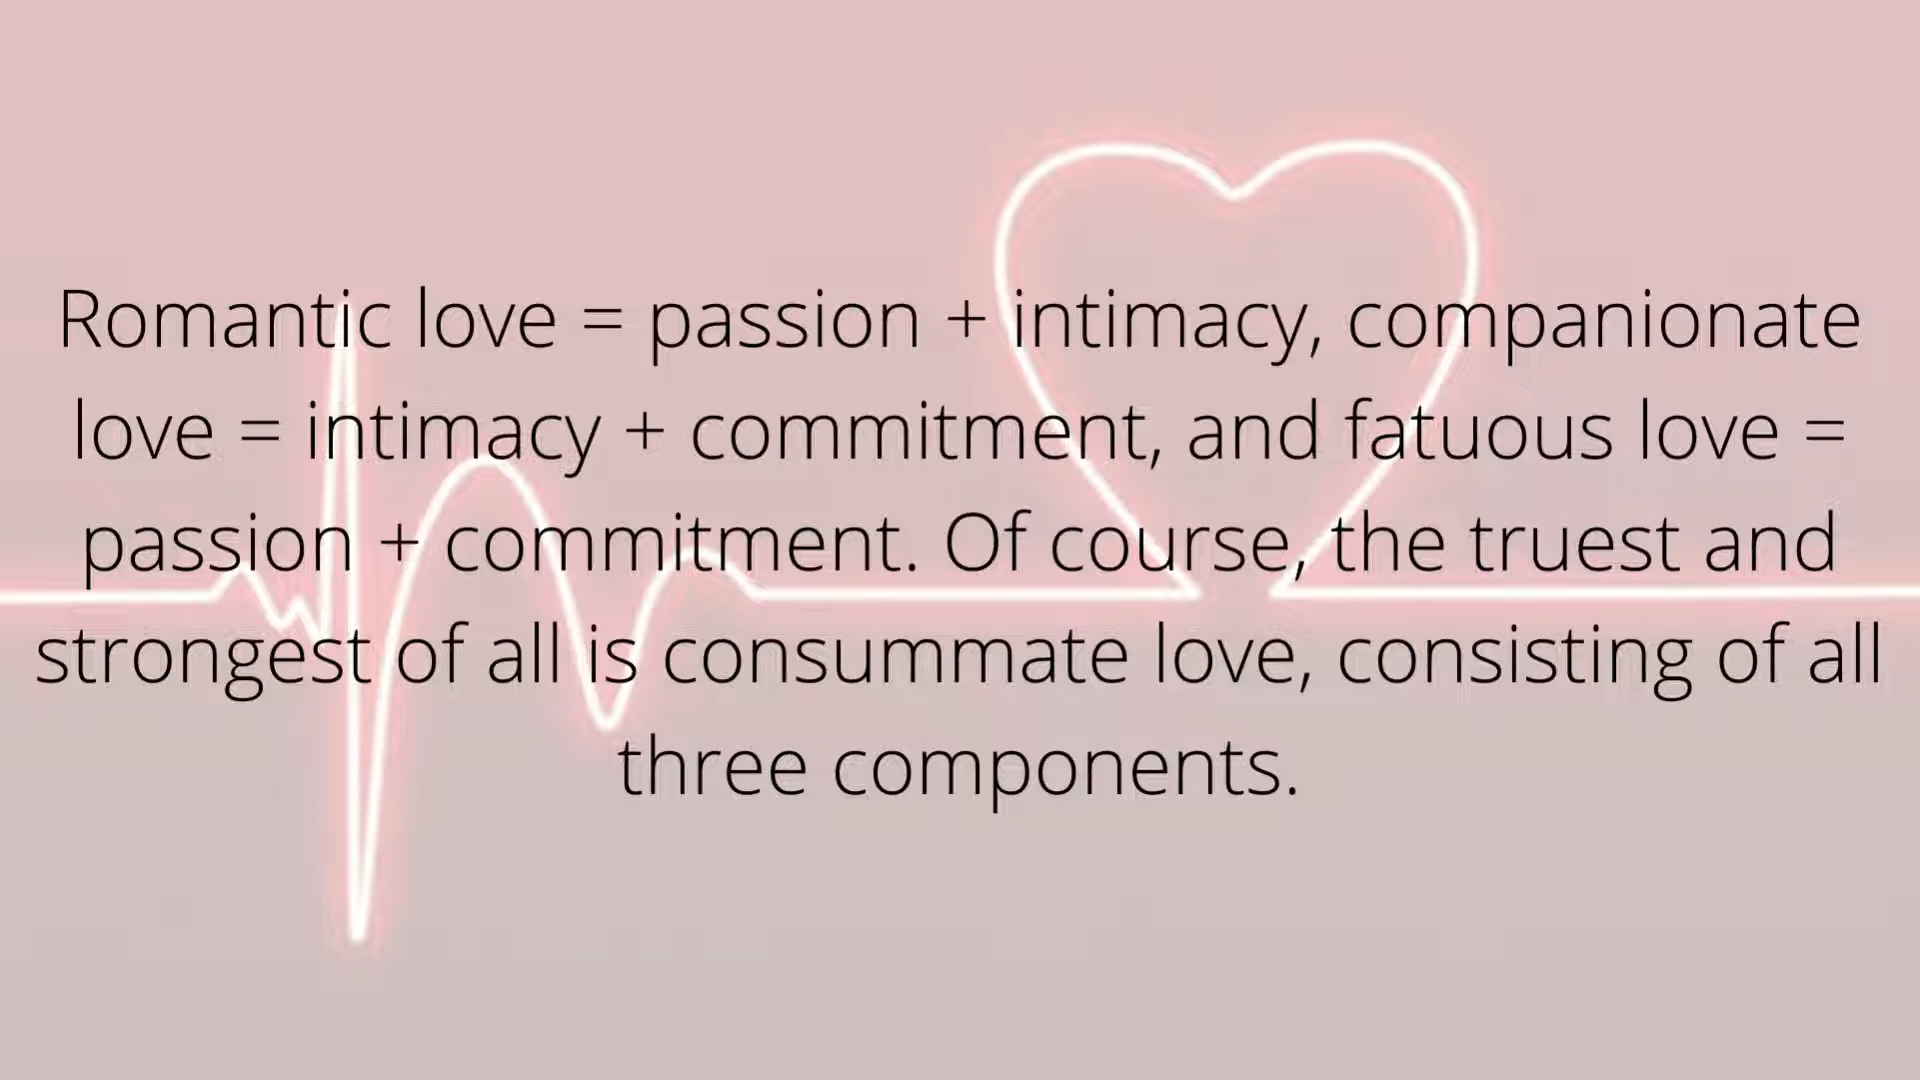 Romantic love = passion + intimacy, companionate
love = intimacy + commitment, and fatuous love =
passion + commitment. Of course, the truest and
strongest of all is consummate love, consisting of all
three components.